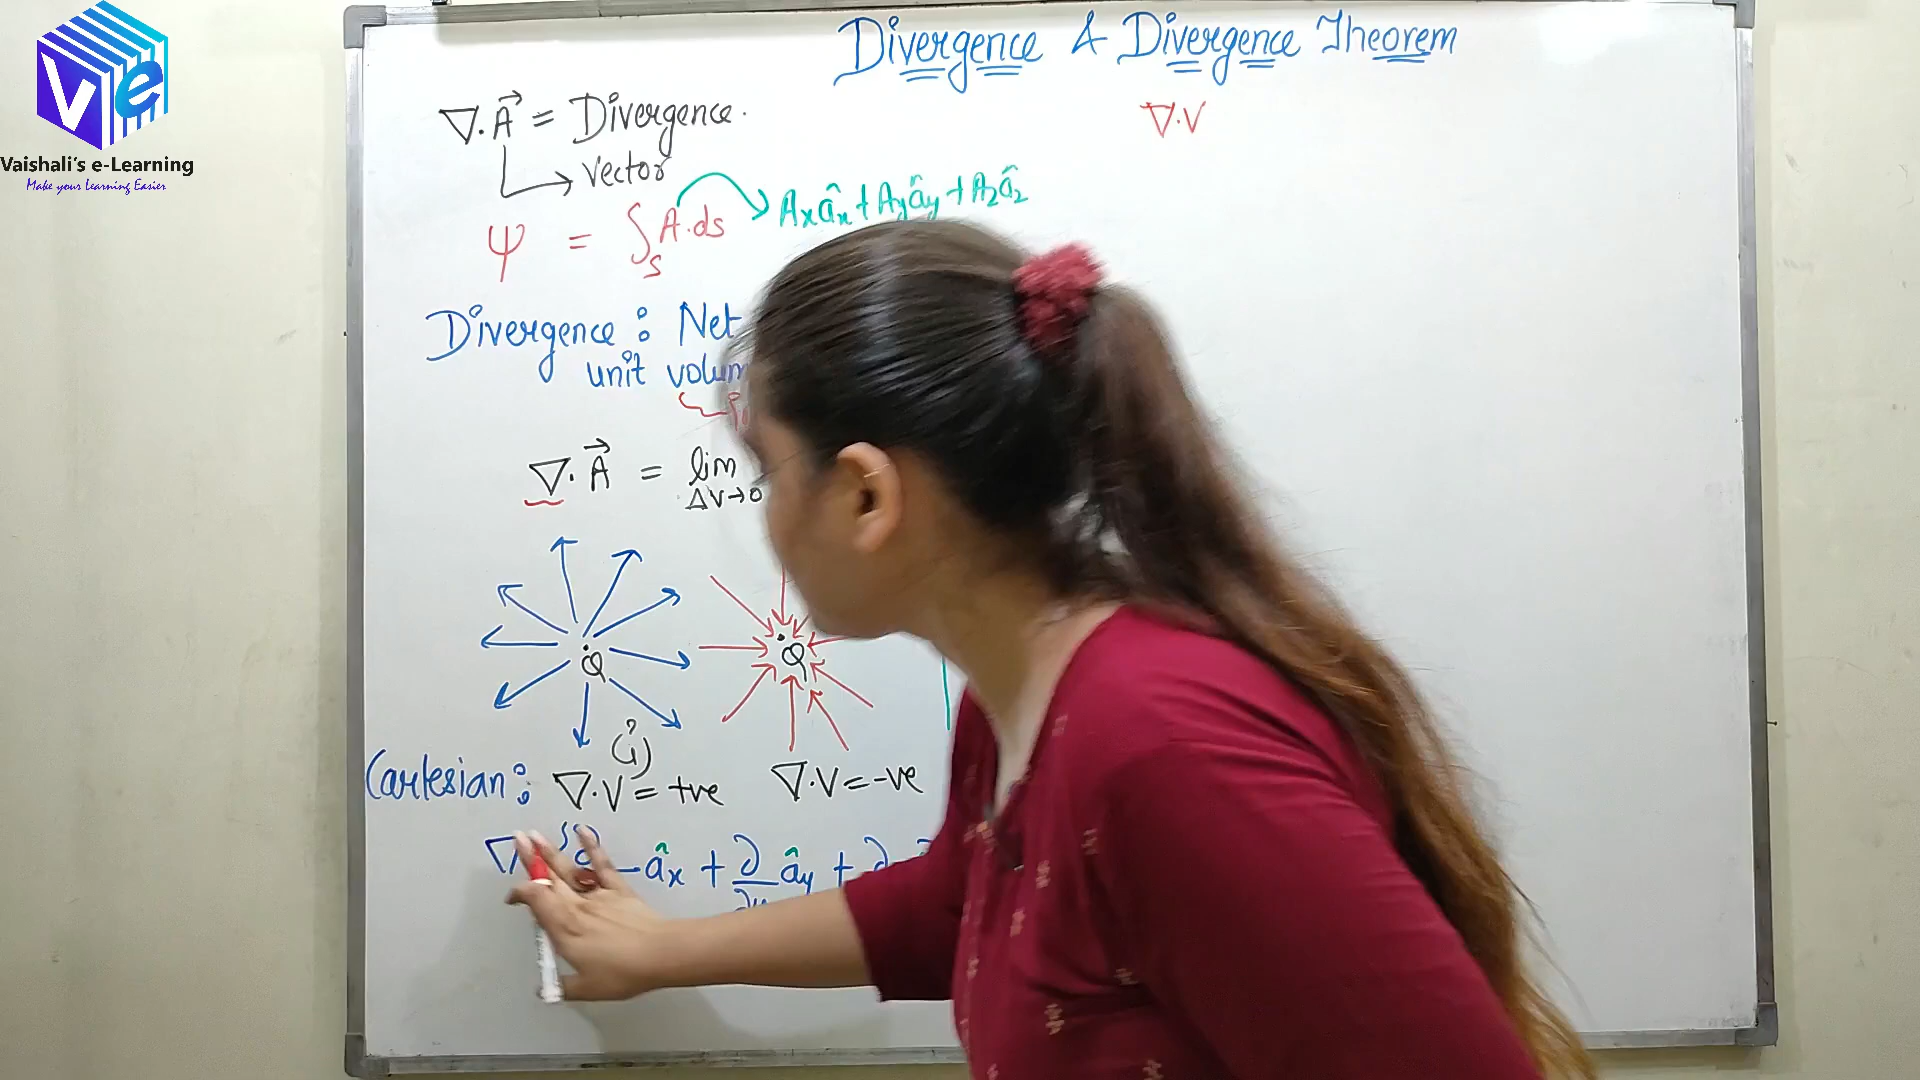 Ve
Vaishali's e-Learning
Make your Learning Easier
Divergence & Divergence Theorem
∇·A⃗ = Divergence.
∇·V
vector
Ax âx + Ay ây + Az âz
ψ = ∫s A·ds
Divergence : Net
unit volum
∇·A⃗ = lim
ΔV→0
Q
Q
(i)
Cartesian: ∇·V = +ve ∇·V = -ve
∇ ∂ âx + ∂ ây + ∂